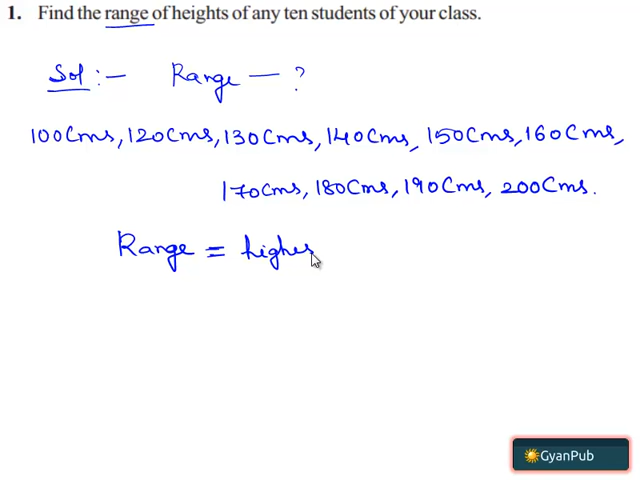 1. Find the range of heights of any ten students of your class.
Sol :- Range — ?
100Cms, 120Cms, 130Cms, 140Cms, 150Cms, 160Cms,
170Cms, 180Cms, 190Cms, 200Cms.
Range = highes
GyanPub